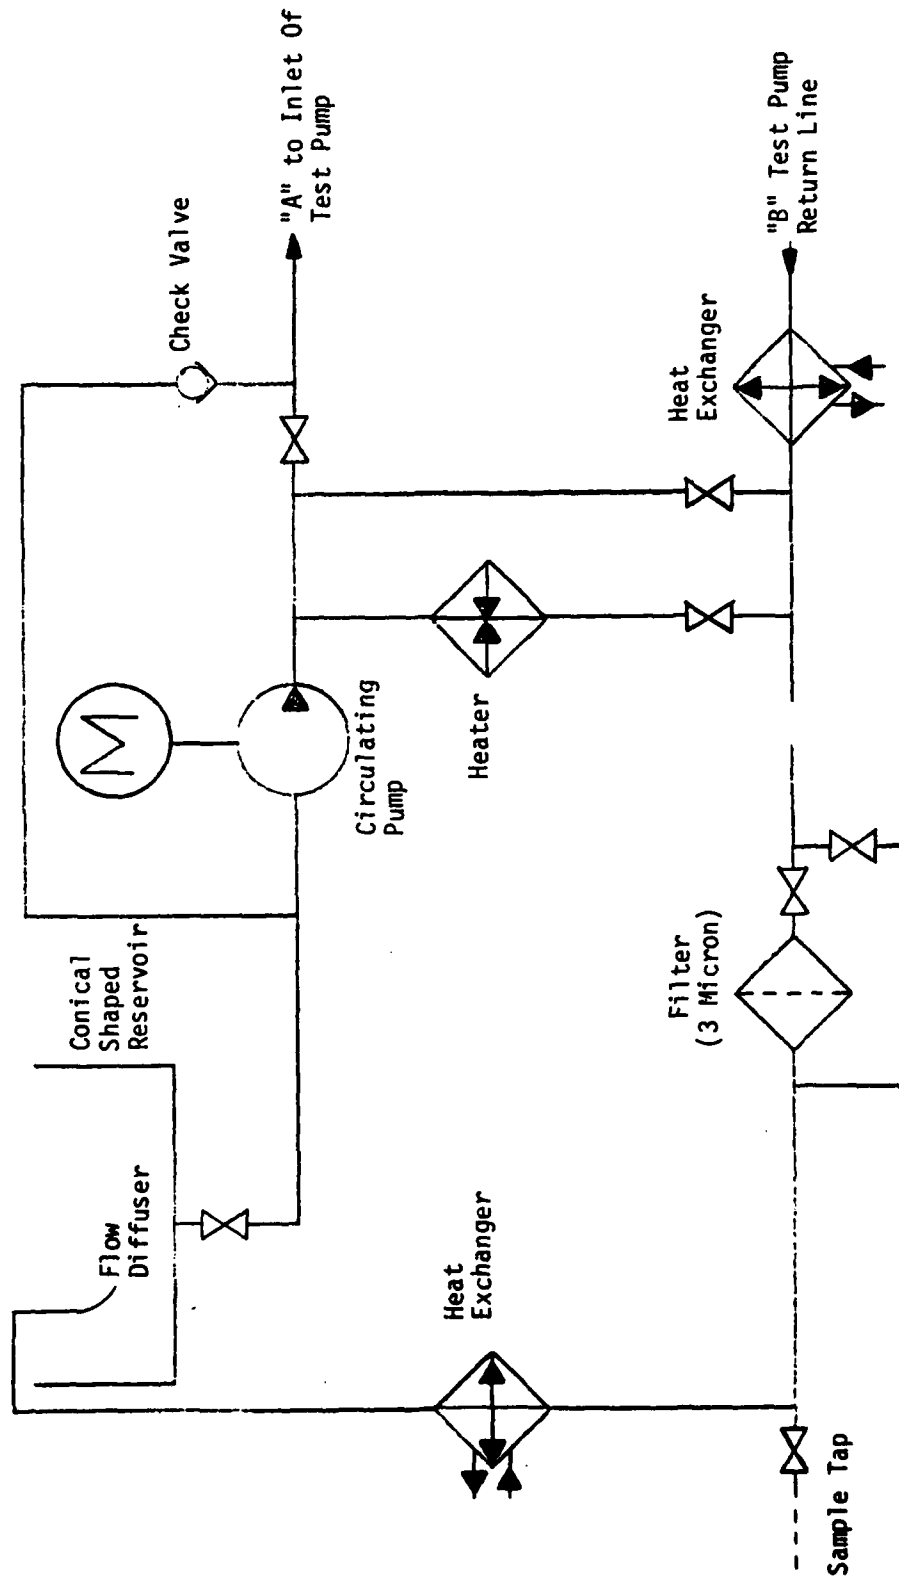 "A" to Inlet Of
Test Pump
Check Valve
"B" Test Pump
Return Line
Heat
Exchanger
M
Circulating
Pump
Heater
Conical
Shaped
Reservoir
Filter
(3 Micron)
Flow
Diffuser
Heat
Exchanger
Sample Tap